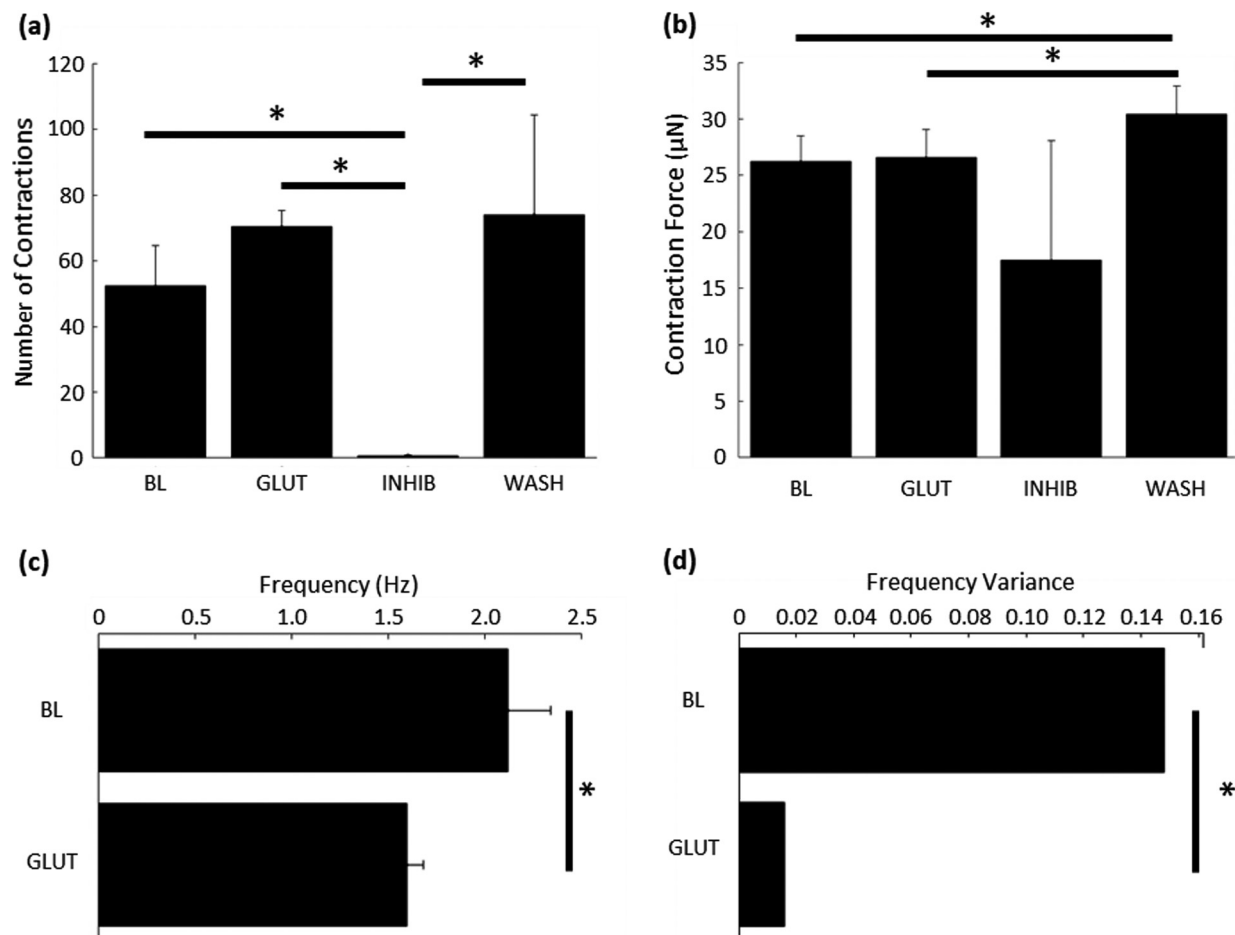 (a)
*
*
*
120
100
80
60
40
20
0
Number of Contractions
BL GLUT INHIB WASH
(b)
*
*
35
30
25
20
15
10
5
0
Contraction Force (µN)
BL GLUT INHIB WASH
(c)
Frequency (Hz)
0 0.5 1.0 1.5 2.0 2.5
BL
*
GLUT
(d)
Frequency Variance
0 0.02 0.04 0.06 0.08 0.10 0.12 0.14 0.16
BL
*
GLUT